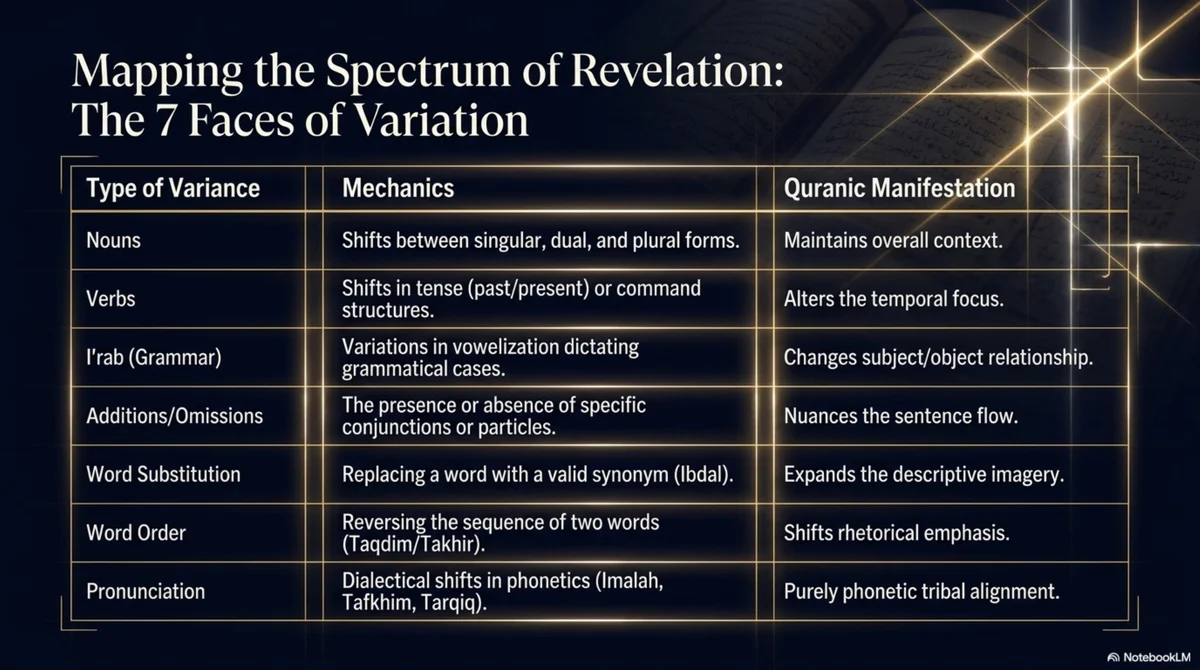 Mapping the Spectrum of Revelation:
The 7 Faces of Variation
Type of Variance
Mechanics
Quranic Manifestation
Nouns
Shifts between singular, dual, and plural forms.
Maintains overall context.
Verbs
Shifts in tense (past/present) or command
structures.
Alters the temporal focus.
I'rab (Grammar)
Variations in vowelization dictating
grammatical cases.
Changes subject/object relationship.
Additions/Omissions
The presence or absence of specific
conjunctions or particles.
Nuances the sentence flow.
Word Substitution
Replacing a word with a valid synonym (Ibdal).
Expands the descriptive imagery.
Word Order
Reversing the sequence of two words
(Taqdim/Takhir).
Shifts rhetorical emphasis.
Pronunciation
Dialectical shifts in phonetics (Imalah,
Tafkhim, Tarqiq).
Purely phonetic tribal alignment.
NotebookLM